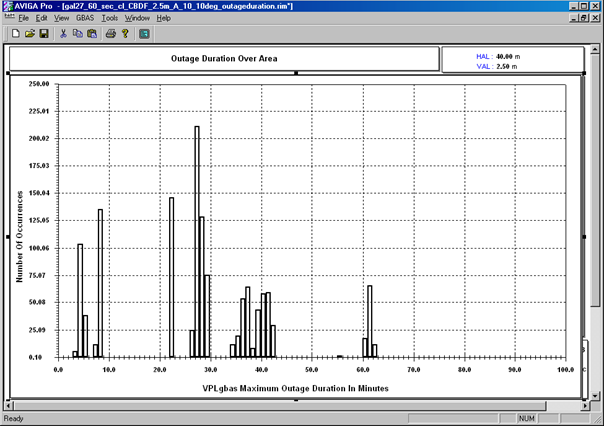 AVIGA Pro - [gal27_60_sec_cl_CBDF_2.5m_A_10_10deg_outageduration.rim*]
File Edit View GBAS Tools Window Help
Outage Duration Over Area
HAL : 40.00 m
VAL : 2.50 m
250.00
225.01
200.02
175.03
150.04
125.05
100.06
75.07
50.08
25.09
0.10
Number Of Occurrences
0.0 10.0 20.0 30.0 40.0 50.0 60.0 70.0 80.0 90.0 100.0
VPLgbas Maximum Outage Duration In Minutes
Ready
NUM